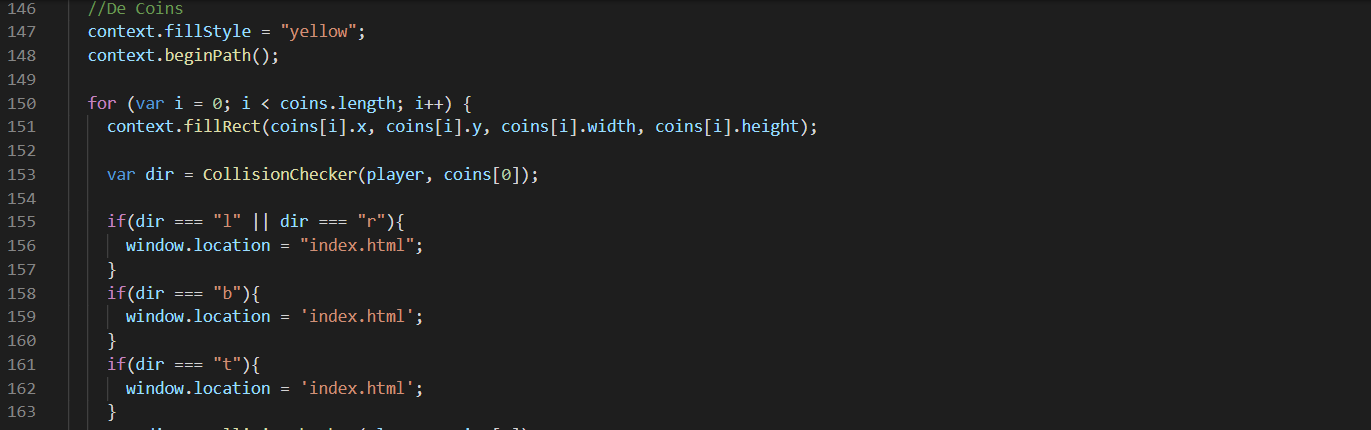 146 //De Coins
147 context.fillStyle = "yellow";
148 context.beginPath();
149
150 for (var i = 0; i < coins.length; i++) {
151 context.fillRect(coins[i].x, coins[i].y, coins[i].width, coins[i].height);
152
153 var dir = CollisionChecker(player, coins[0]);
154
155 if(dir === "l" || dir === "r"){
156 window.location = "index.html";
157 }
158 if(dir === "b"){
159 window.location = 'index.html';
160 }
161 if(dir === "t"){
162 window.location = 'index.html';
163 }